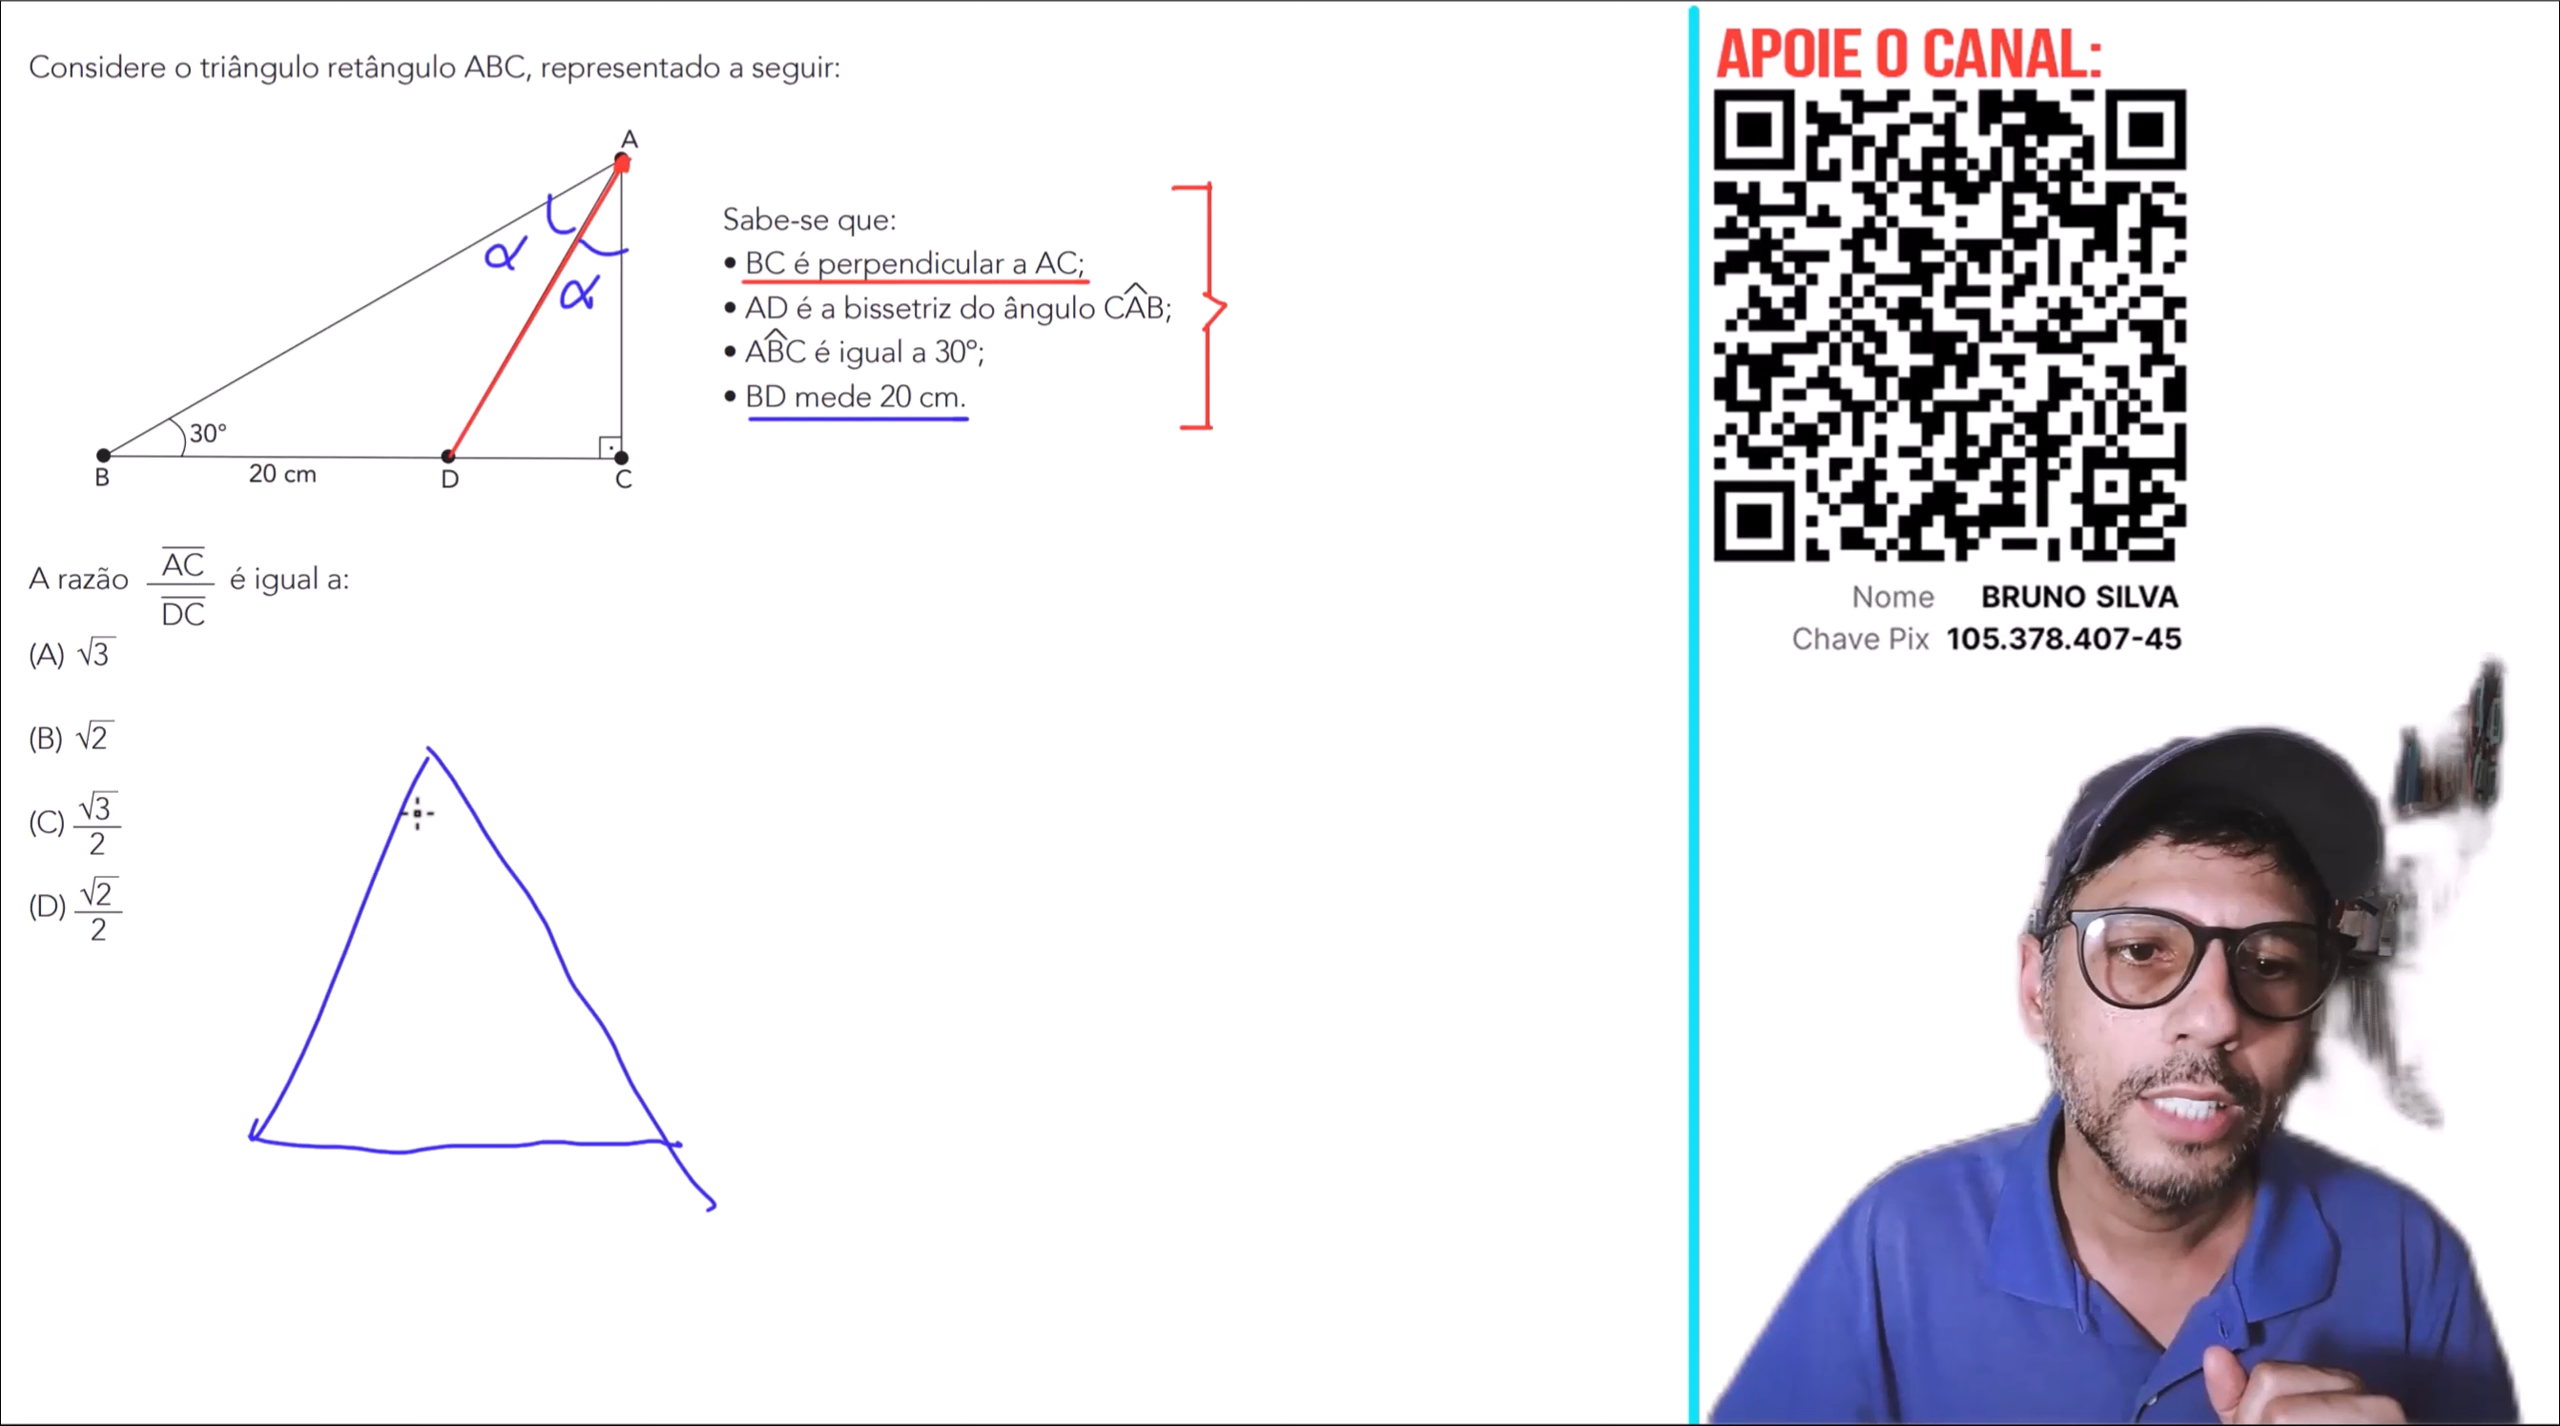 Considere o triângulo retângulo ABC, representado a seguir:
A
α
α
30°
B
20 cm
D
C
Sabe-se que:
• BC é perpendicular a AC;
• AD é a bissetriz do ângulo CÂB;
• AB̂C é igual a 30º;
• BD mede 20 cm.
A razão AC/DC é igual a:
(A) √3
(B) √2
(C) √3/2
(D) √2/2
APOIE O CANAL:
Nome BRUNO SILVA
Chave Pix 105.378.407-45